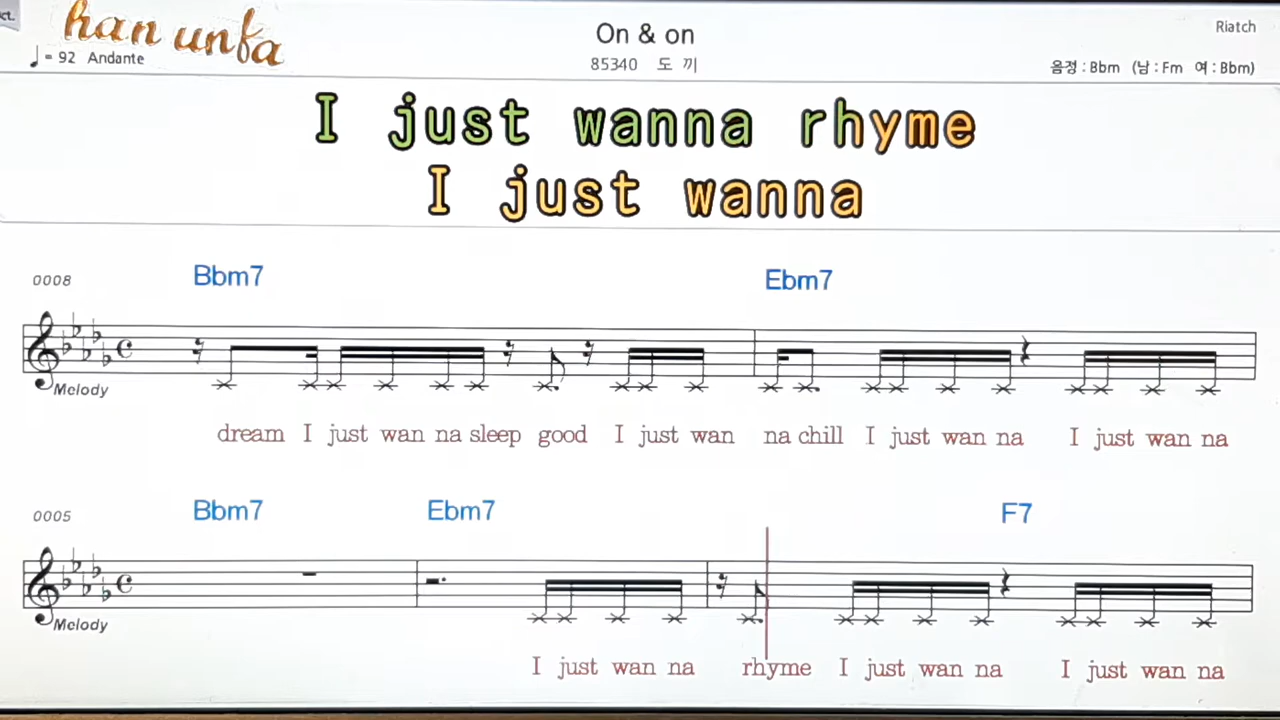 ct.
han unfa
On & on
Riatch
♩ = 92 Andante
85340 도 끼
음정 : Bbm (남 : Fm 여 : Bbm)
I just wanna rhyme
I just wanna
0008
Bbm7 Ebm7
Melody
dream I just wan na sleep good I just wan na chill I just wan na I just wan na
0005
Bbm7 Ebm7 F7
Melody
I just wan na rhyme I just wan na I just wan na